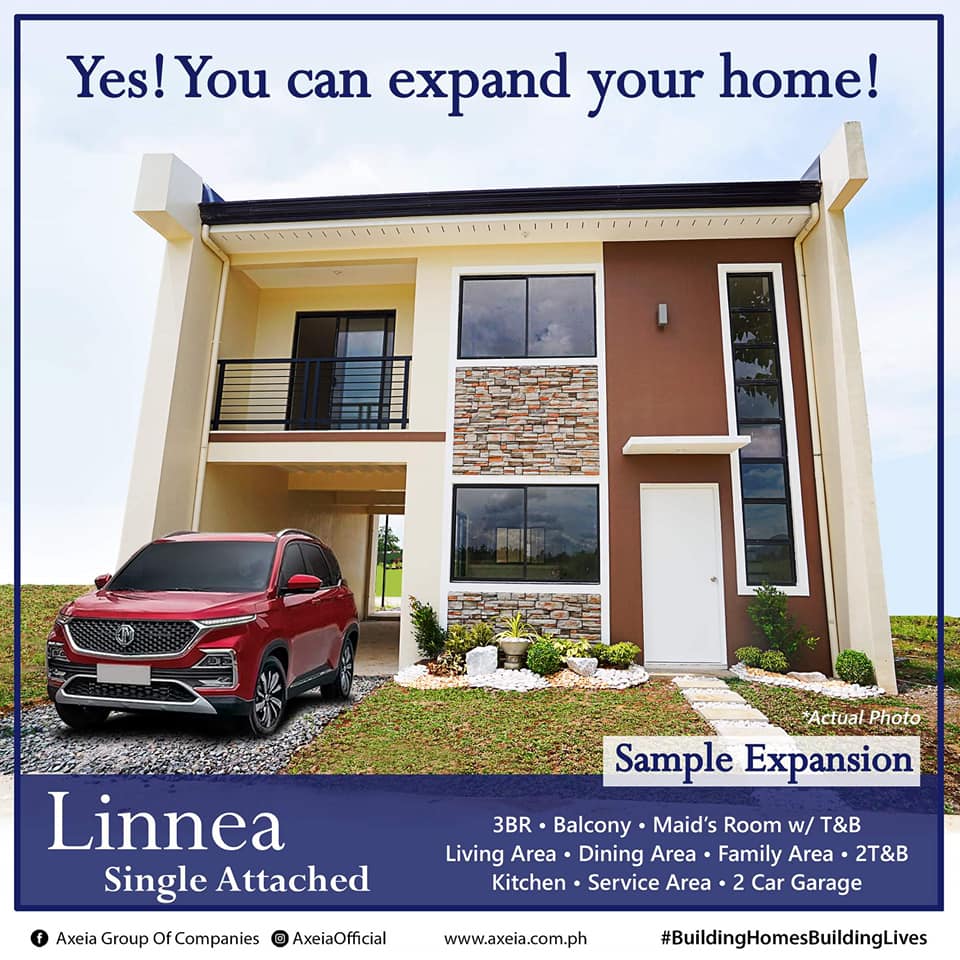 Yes! You can expand your home!
*Actual Photo
Sample Expansion
Linnea
Single Attached
3BR • Balcony • Maid's Room w/ T&B
Living Area • Dining Area • Family Area • 2T&B
Kitchen • Service Area • 2 Car Garage
Axeia Group Of Companies
AxeiaOfficial
www.axeia.com.ph
#BuildingHomesBuildingLives